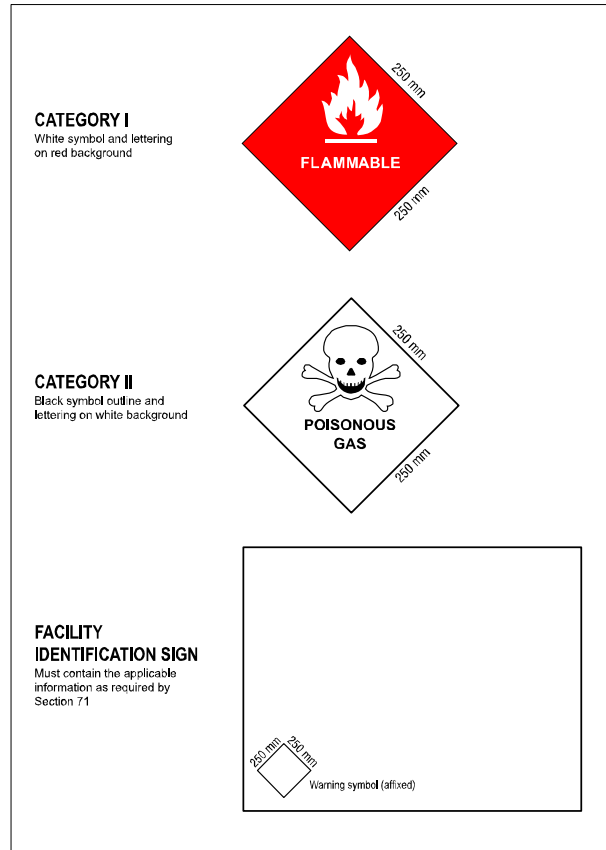 CATEGORY I
White symbol and lettering
on red background
250 mm
FLAMMABLE
250 mm
CATEGORY II
Black symbol outline and
lettering on white background
250 mm
POISONOUS
GAS
250 mm
FACILITY
IDENTIFICATION SIGN
Must contain the applicable
information as required by
Section 71
250 mm
250 mm
Warning symbol (affixed)